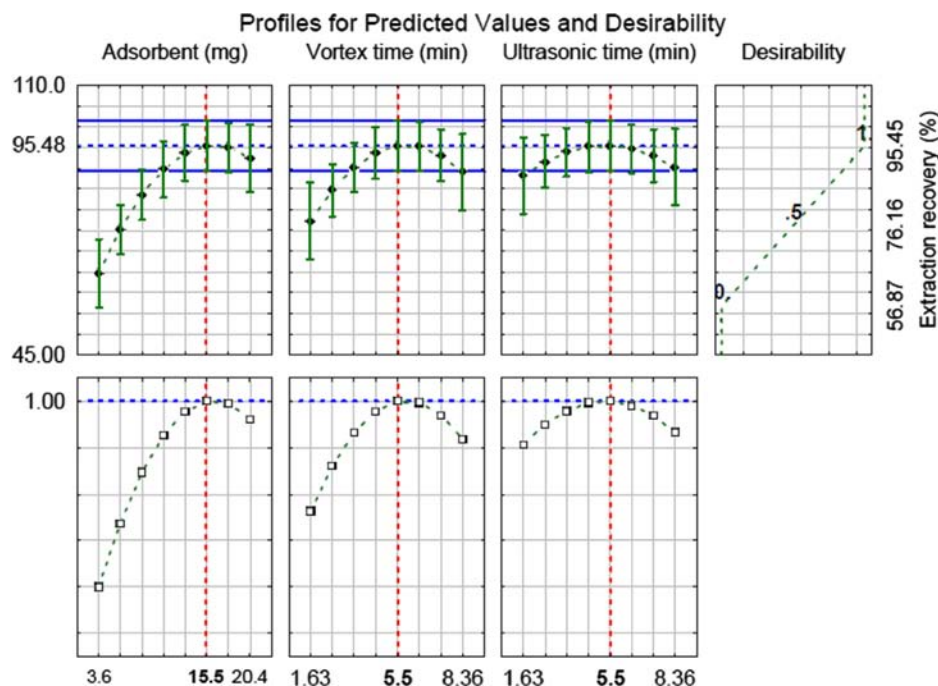 Profiles for Predicted Values and Desirability
Adsorbent (mg) Vortex time (min) Ultrasonic time (min) Desirability
110.0
95.48
45.00
1.
.5
0
95.45
76.16
56.87
Extraction recovery (%)
1.00
3.6 15.5 20.4 1.63 5.5 8.36 1.63 5.5 8.36